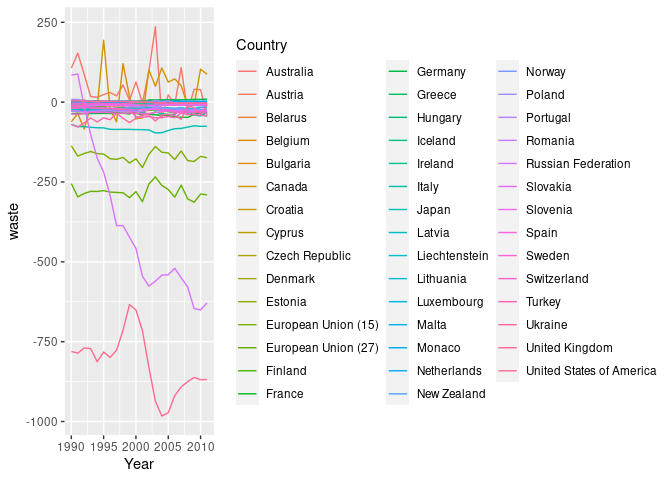 250
0
-250
-500
-750
-1000
waste
1990 1995 2000 2005 2010
Year
Country
Australia
Austria
Belarus
Belgium
Bulgaria
Canada
Croatia
Cyprus
Czech Republic
Denmark
Estonia
European Union (15)
European Union (27)
Finland
France
Germany
Greece
Hungary
Iceland
Ireland
Italy
Japan
Latvia
Liechtenstein
Lithuania
Luxembourg
Malta
Monaco
Netherlands
New Zealand
Norway
Poland
Portugal
Romania
Russian Federation
Slovakia
Slovenia
Spain
Sweden
Switzerland
Turkey
Ukraine
United Kingdom
United States of America